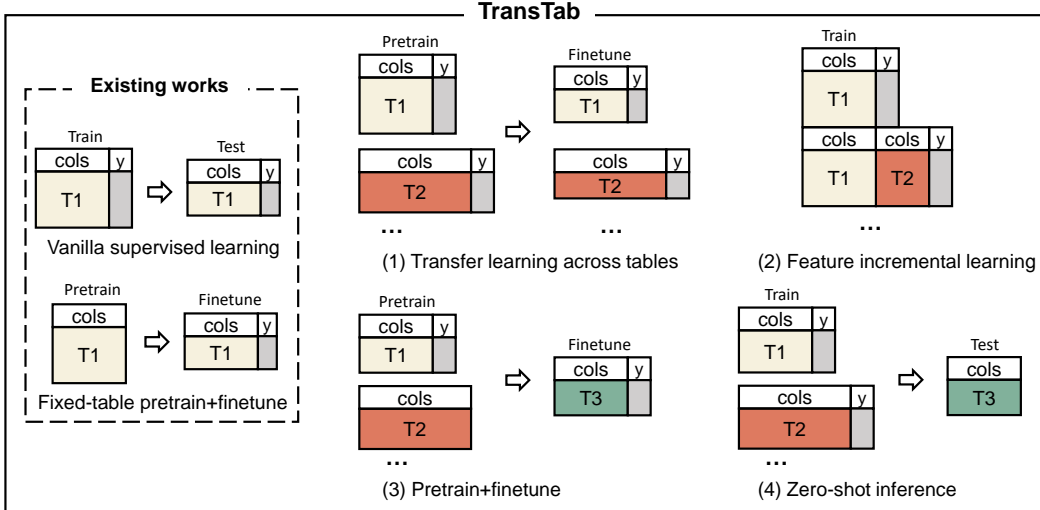 TransTab
Existing works
Train
cols y
T1
Test
cols y
T1
Vanilla supervised learning
Pretrain
cols
T1
Finetune
cols y
T1
Fixed-table pretrain+finetune
Pretrain
cols y
T1
cols y
T2
...
Finetune
cols y
T1
cols y
T2
...
(1) Transfer learning across tables
Train
cols y
T1
cols cols y
T1 T2
...
(2) Feature incremental learning
Pretrain
cols y
T1
cols
T2
...
Finetune
cols y
T3
(3) Pretrain+finetune
Train
cols y
T1
cols y
T2
...
Test
cols
T3
(4) Zero-shot inference